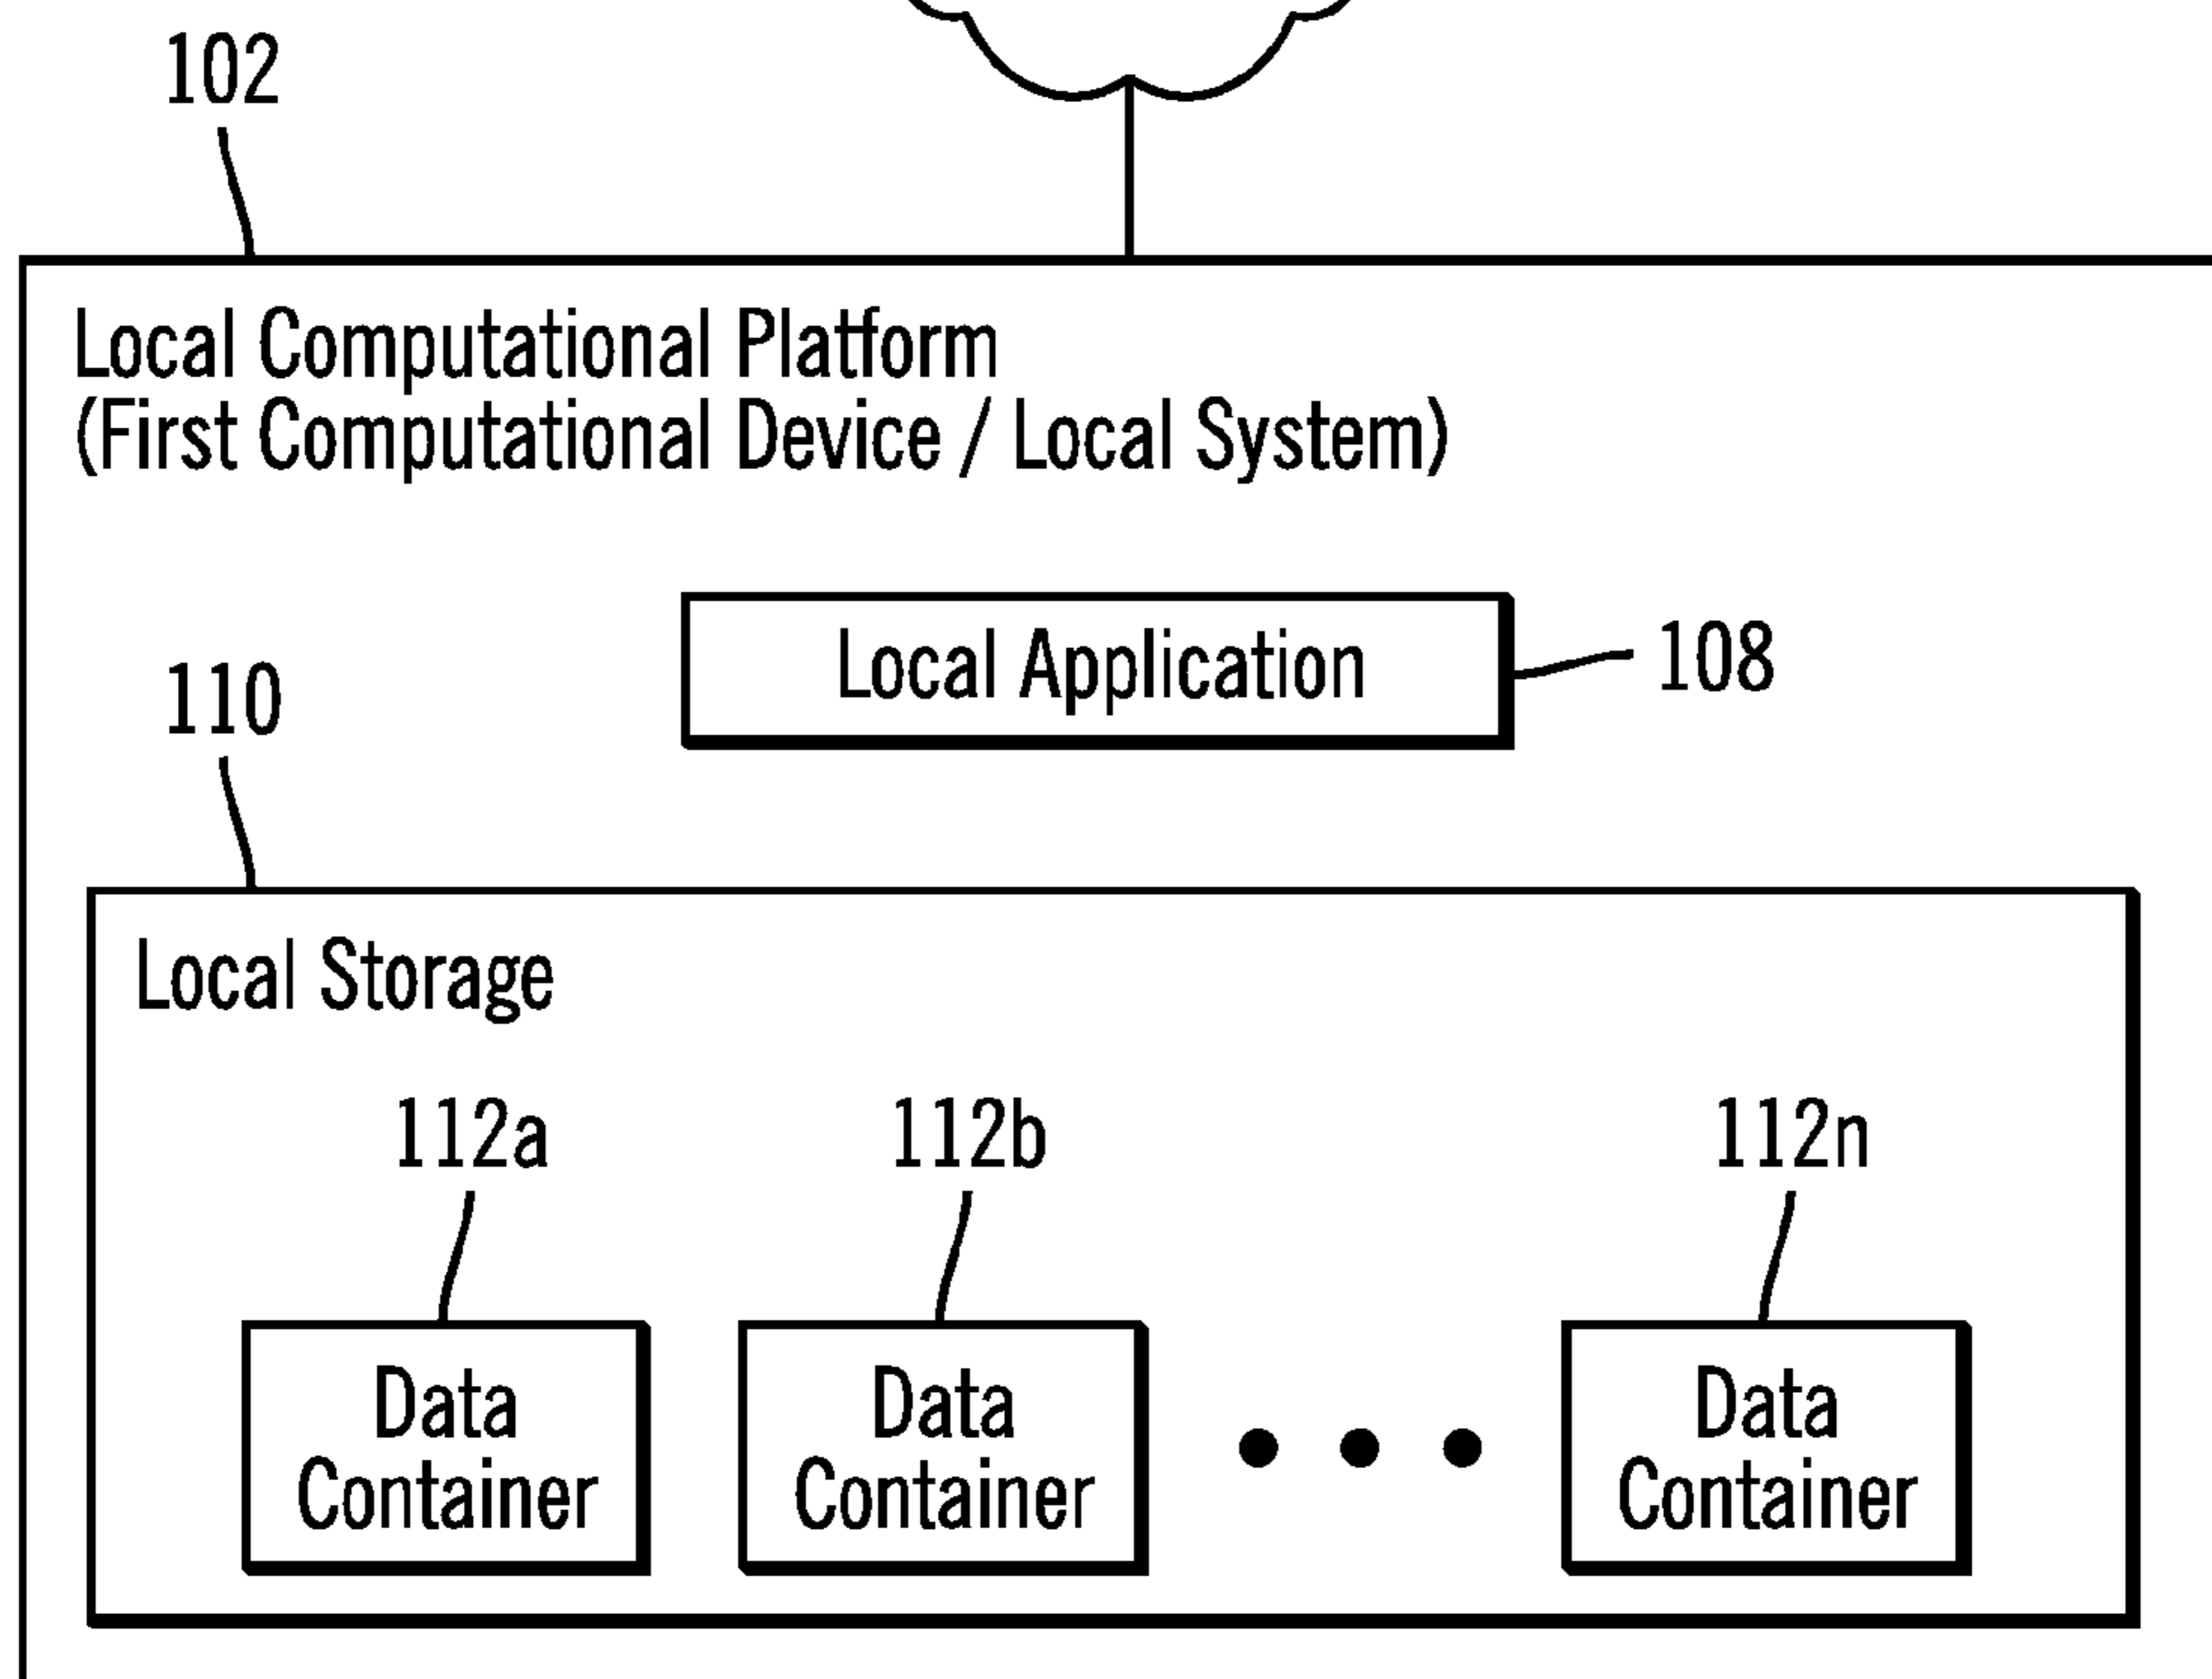 102
Local Computational Platform
(First Computational Device / Local System)
Local Application
108
110
Local Storage
112a
112b
112n
Data
Container
Data
Container
Data
Container